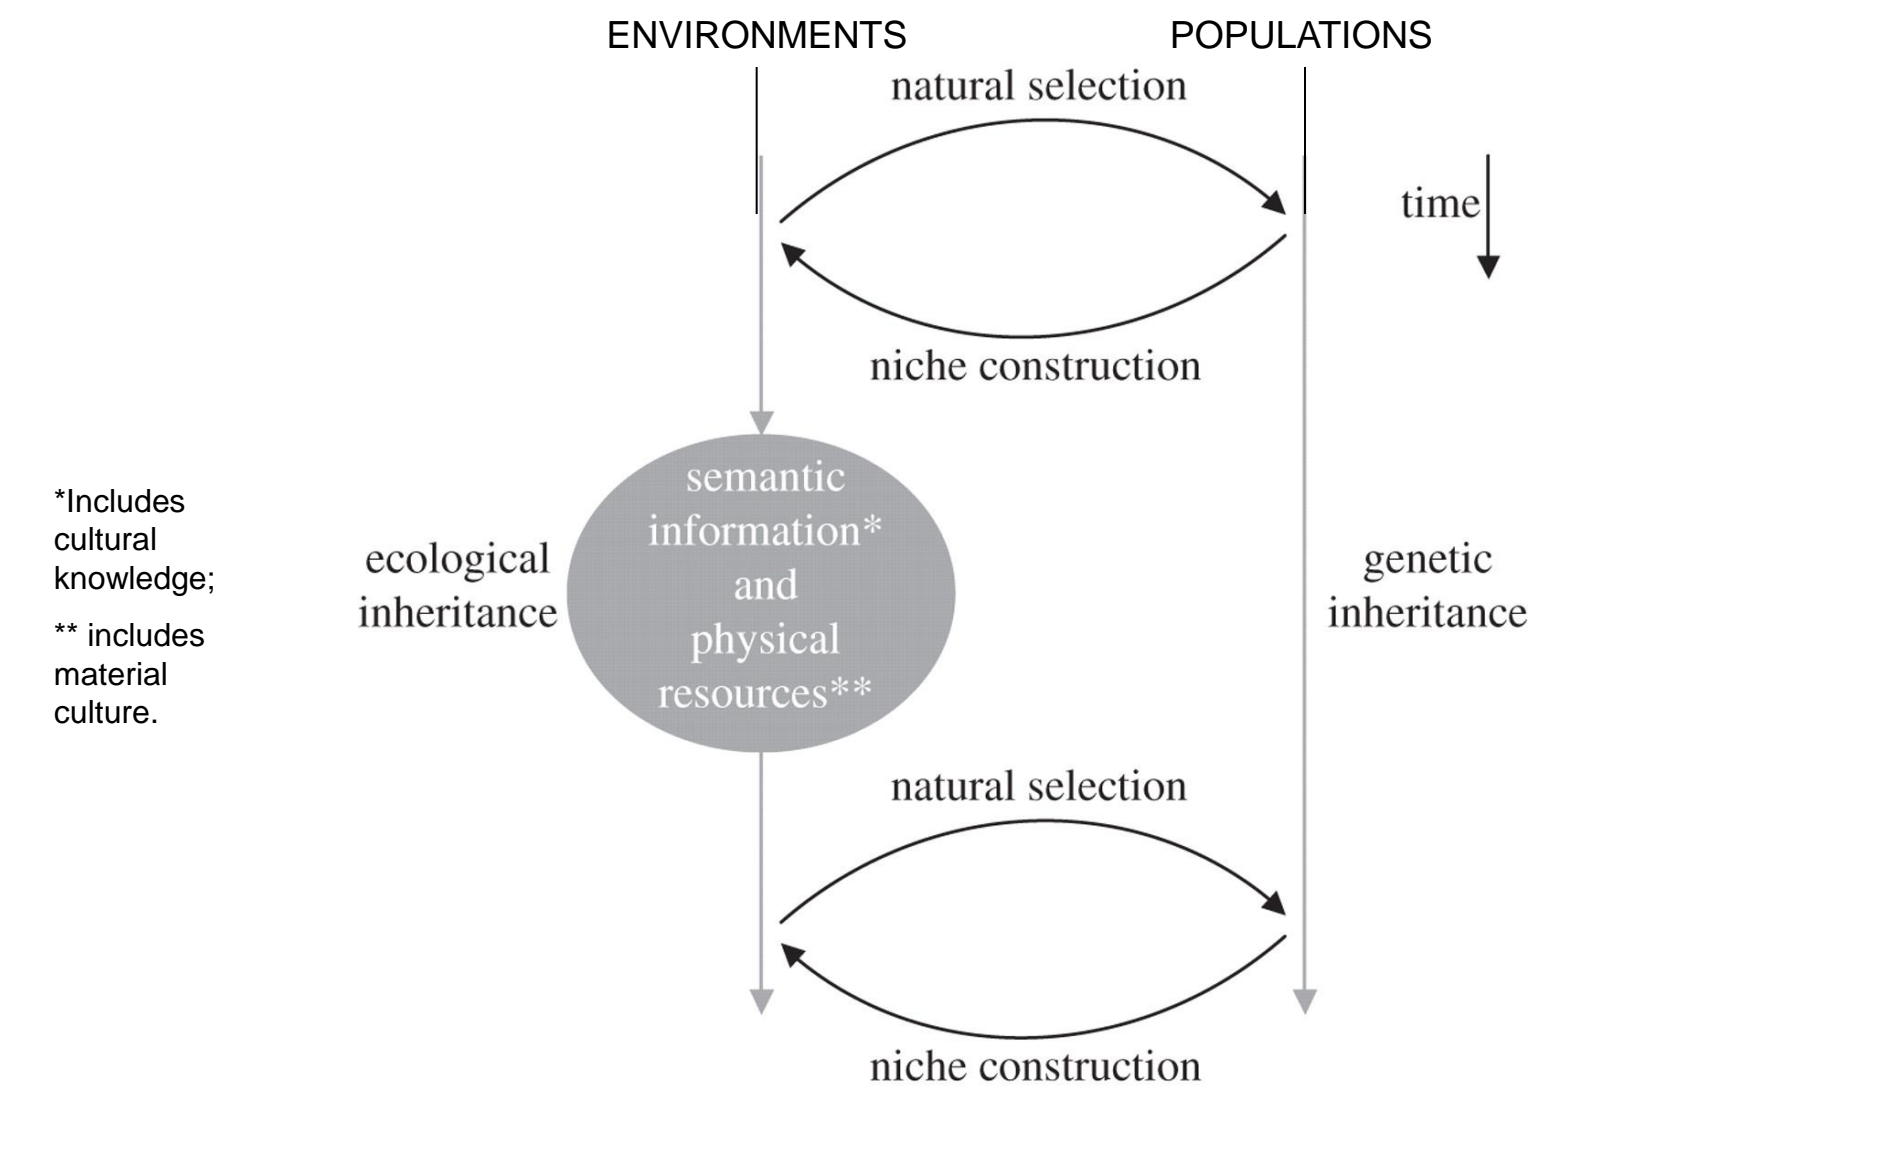 ENVIRONMENTS
POPULATIONS
natural selection
time
niche construction
*Includes
cultural
knowledge;
** includes
material
culture.
ecological
inheritance
semantic
information*
and
physical
resources**
genetic
inheritance
natural selection
niche construction